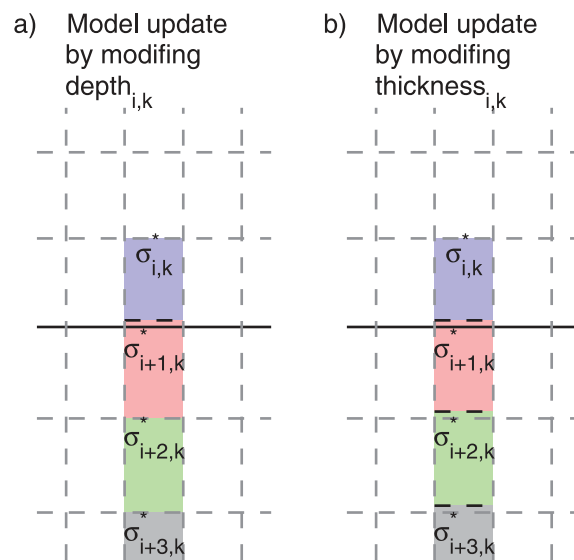 a) Model update
by modifing
depth i,k
b) Model update
by modifing
thickness i,k
σ*i,k
σ*i+1,k
σ*i+2,k
σ*i+3,k
σ*i,k
σ*i+1,k
σ*i+2,k
σ*i+3,k